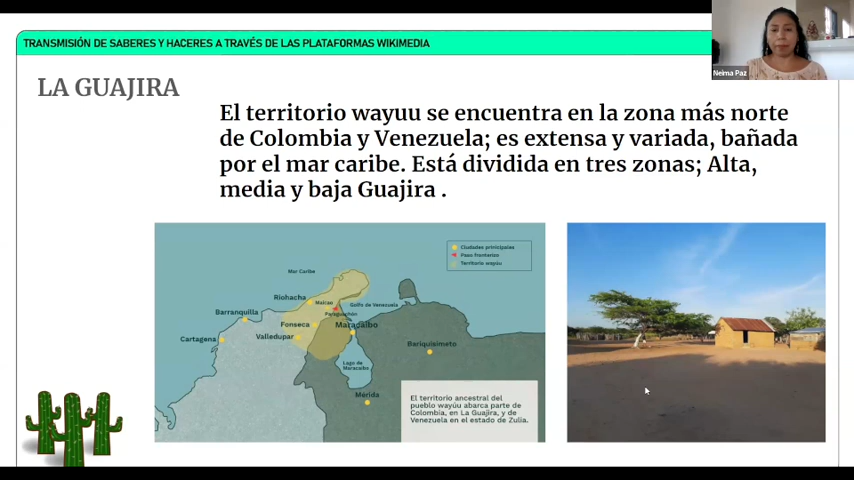 TRANSMISIÓN DE SABERES Y HACERES A TRAVÉS DE LAS PLATAFORMAS WIKIMEDIA
Neima Paz
LA GUAJIRA
El territorio wayuu se encuentra en la zona más norte
de Colombia y Venezuela; es extensa y variada, bañada
por el mar caribe. Está dividida en tres zonas; Alta,
media y baja Guajira .
Ciudades principales
Paso fronterizo
Territorio wayúu
Mar Caribe
Riohacha
Maicao
Golfo de Venezuela
Paraguachón
Barranquilla
Fonseca
Maracaibo
Cartagena
Valledupar
Bariquisimeto
Lago de
Maracaibo
Mérida
El territorio ancestral del
pueblo wayúu abarca parte de
Colombia, en La Guajira, y de
Venezuela en el estado de Zulia.